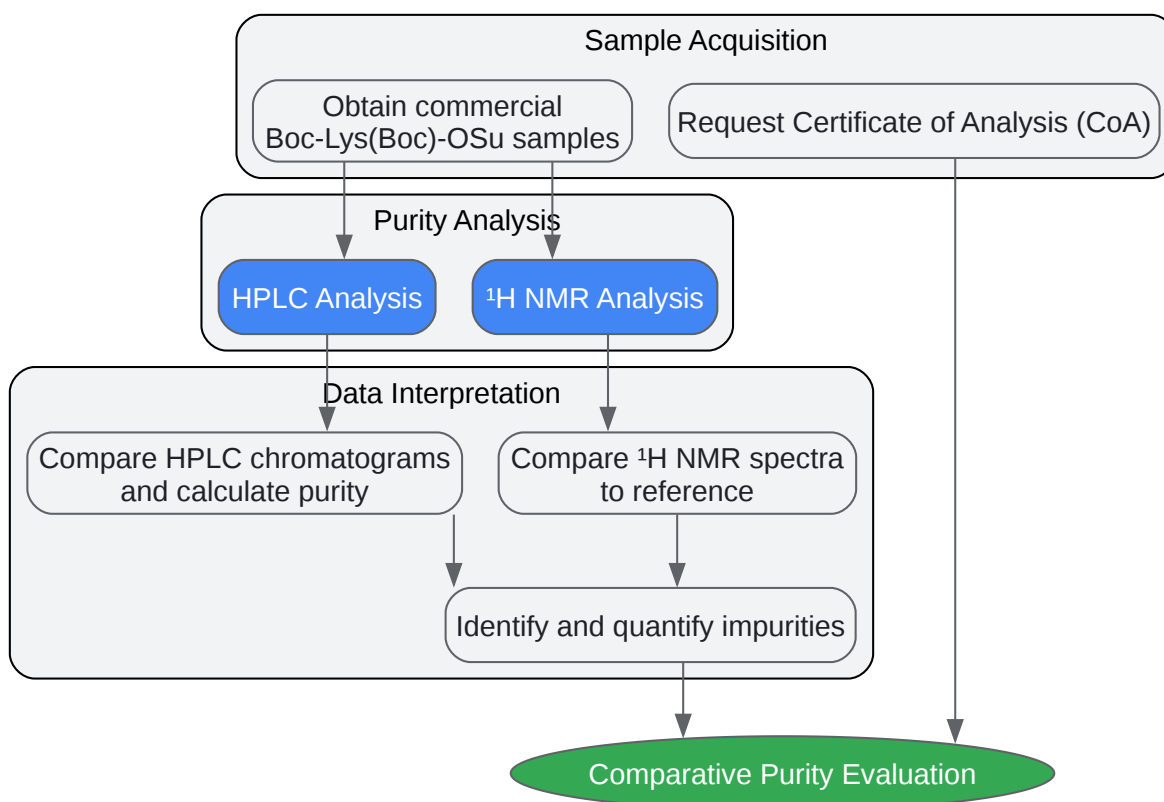 Sample Acquisition
Obtain commercial
Boc-Lys(Boc)-OSu samples
Request Certificate of Analysis (CoA)
Purity Analysis
HPLC Analysis
¹H NMR Analysis
Data Interpretation
Compare HPLC chromatograms
and calculate purity
Compare ¹H NMR spectra
to reference
Identify and quantify impurities
Comparative Purity Evaluation